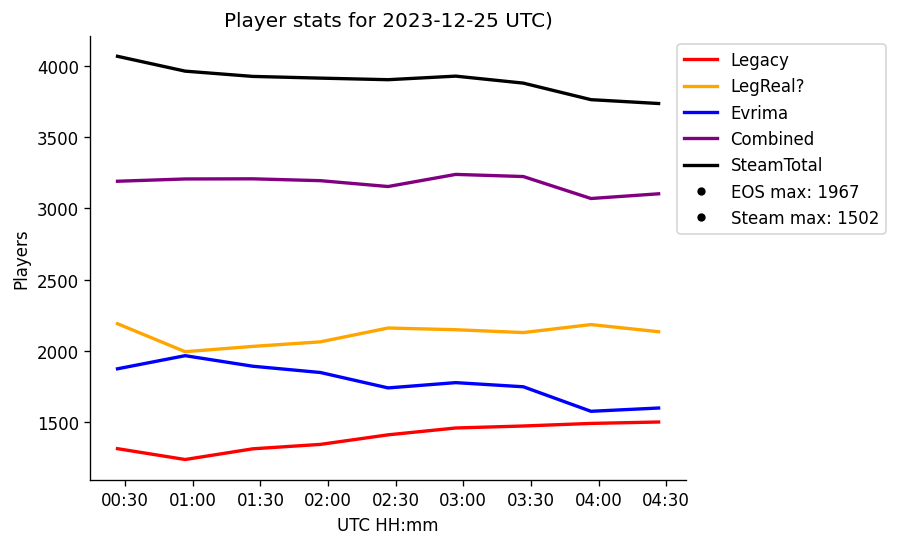 Player stats for 2023-12-25 UTC)
Legacy
LegReal?
Evrima
Combined
SteamTotal
EOS max: 1967
Steam max: 1502
Players
4000
3500
3000
2500
2000
1500
00:30 01:00 01:30 02:00 02:30 03:00 03:30 04:00 04:30
UTC HH:mm